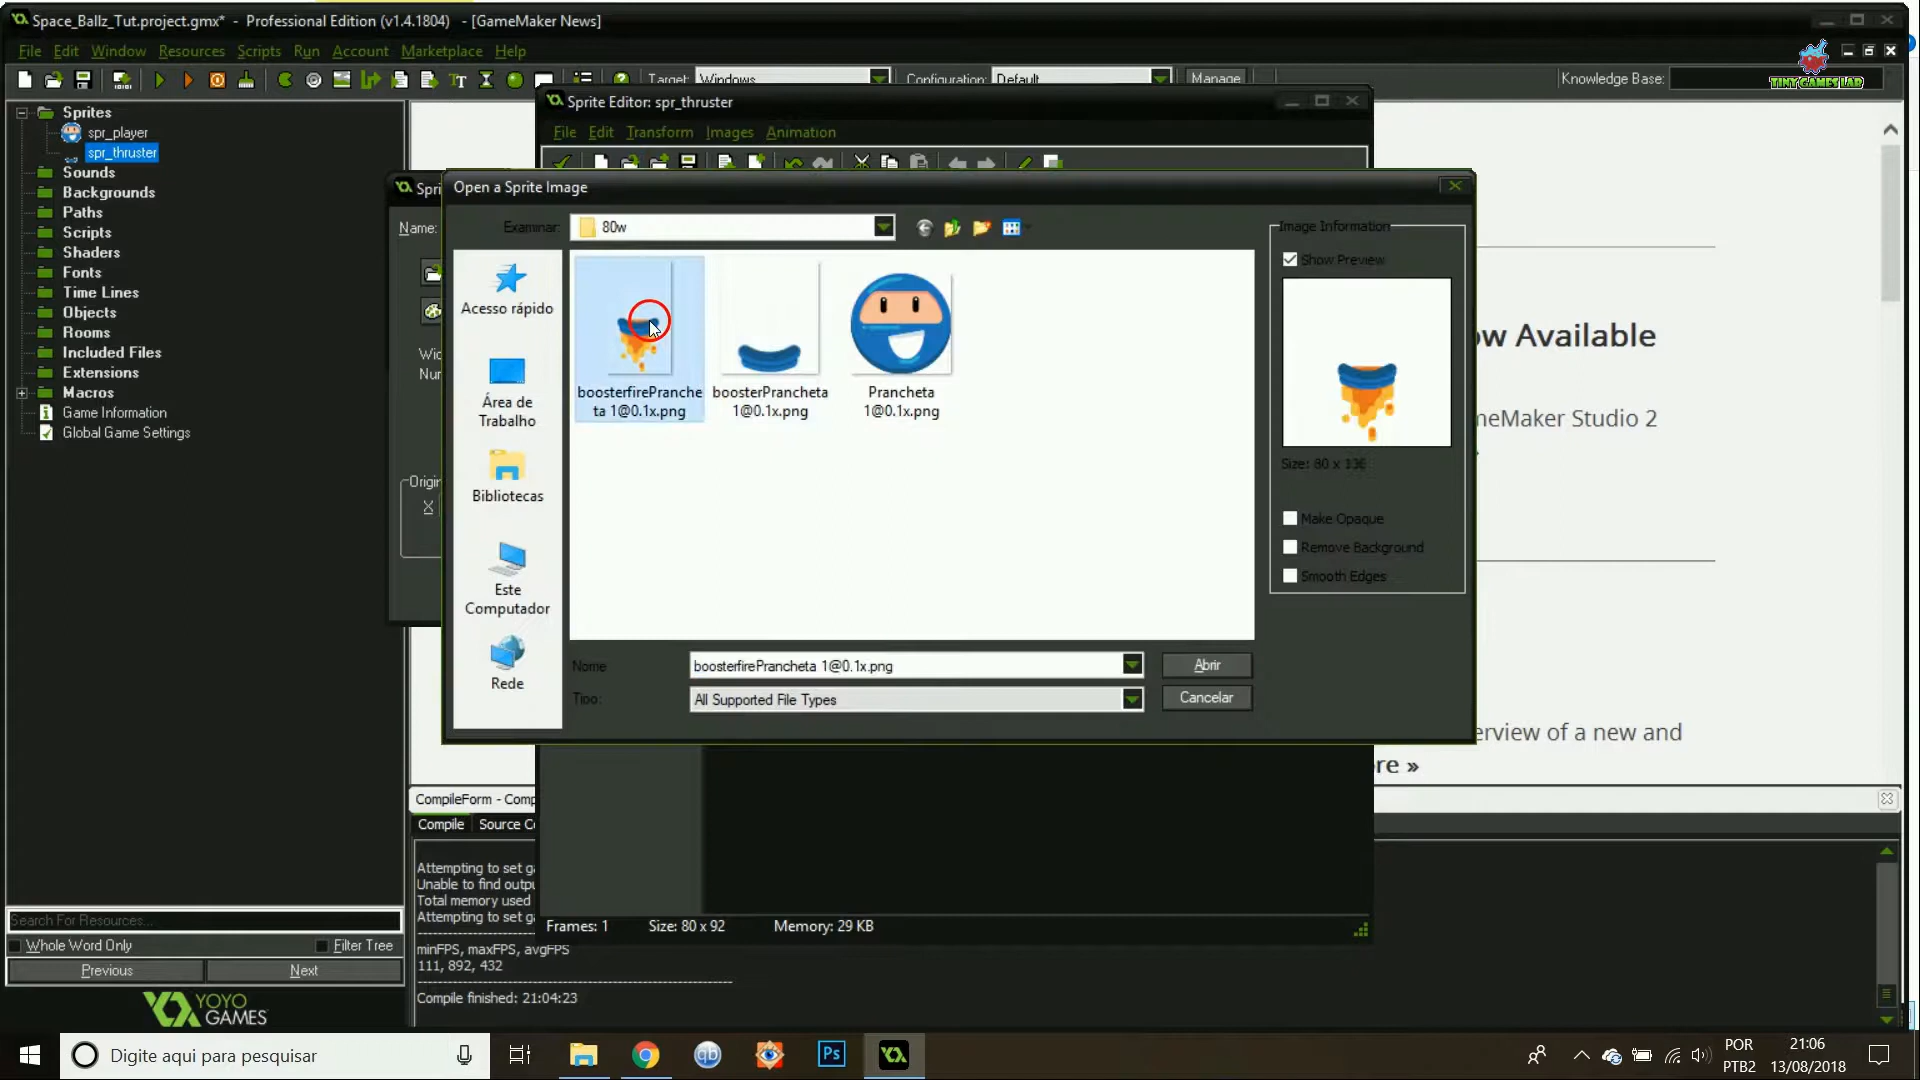 Space_Ballz_Tut.project.gmx* - Professional Edition (v1.4.1804) - [GameMaker News]
File Edit Window Resources Scripts Run Account Marketplace Help
Target: Windows Configuration: Default Manage Knowledge Base:
TINY GAMES LAB
Sprites
spr_player
spr_thruster
Sounds
Backgrounds
Paths
Scripts
Shaders
Fonts
Time Lines
Objects
Rooms
Included Files
Extensions
Macros
Game Information
Global Game Settings
Search For Resources...
Whole Word Only Filter Tree
Previous Next
YOYO
GAMES
Sprite Editor: spr_thruster
File Edit Transform Images Animation
Name:
X
Open a Sprite Image
Examinar: 80w
Acesso rápido
Área de
Trabalho
Bibliotecas
Este
Computador
Rede
boosterfirePranche
ta 1@0.1x.png
boosterPrancheta
1@0.1x.png
Prancheta
1@0.1x.png
Nome boosterfirePrancheta 1@0.1x.png Abrir
Tipo: All Supported File Types Cancelar
Image Information
Show Preview
Size: 80 x 136
Make Opaque
Remove Background
Smooth Edges
ow Available
meMaker Studio 2
erview of a new and
re »
Frames: 1 Size: 80 x 92 Memory: 29 KB
CompileForm - Comp
Compile Source C
Attempting to set g
Unable to find outpu
Total memory used
Attempting to set g
minFPS, maxFPS, avgFPS
111, 892, 432
Compile finished: 21:04:23
Digite aqui para pesquisar
Ps
POR
PTB2
21:06
13/08/2018